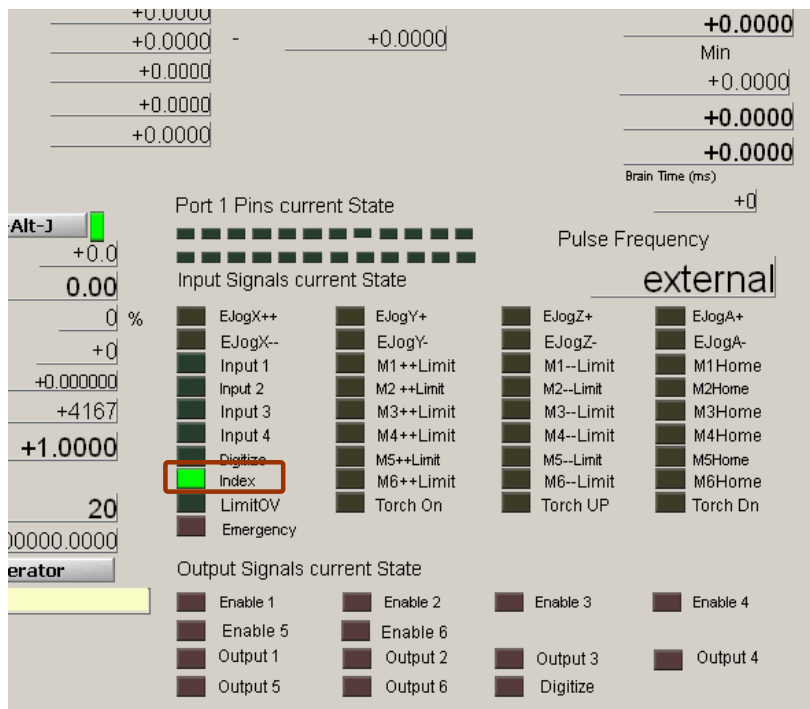 +0.0000
+0.0000 - +0.0000
Min
+0.0000
+0.0000
+0.0000
+0.0000
+0.0000
+0.0000
+0.0000
Brain Time (ms)
+0
Port 1 Pins current State
Pulse Frequency
external
Alt-J
+0.0
0.00
0 %
+0
+0.000000
+4167
+1.0000
20
00000.0000
erator
Input Signals current State
EJogX++ EJogY+ EJogZ+ EJogA+
EJogX-- EJogY- EJogZ- EJogA-
Input 1 M1++Limit M1--Limit M1Home
Input 2 M2 ++Limit M2--Limit M2Home
Input 3 M3++Limit M3--Limit M3Home
Input 4 M4++Limit M4--Limit M4Home
Digitize M5++Limit M5--Limit M5Home
Index M6++Limit M6--Limit M6Home
LimitOV Torch On Torch UP Torch Dn
Emergency
Output Signals current State
Enable 1 Enable 2 Enable 3 Enable 4
Enable 5 Enable 6
Output 1 Output 2 Output 3 Output 4
Output 5 Output 6 Digitize